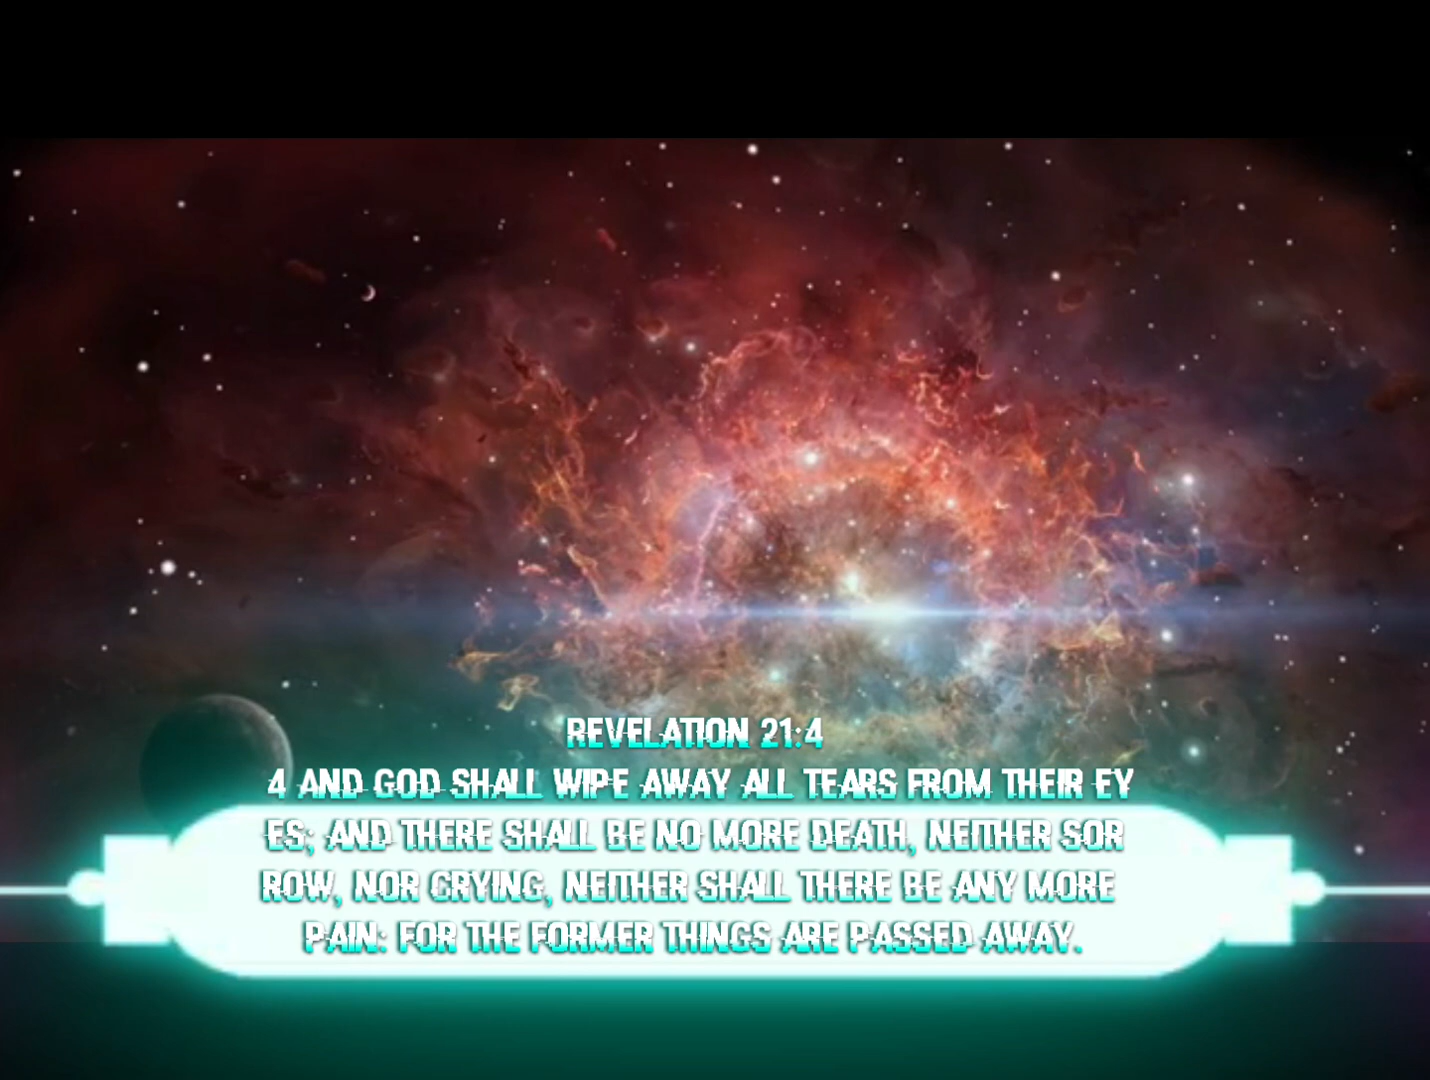 REVELATION 21:4
4 AND GOD SHALL WIPE AWAY ALL TEARS FROM THEIR EY
ES; AND THERE SHALL BE NO MORE DEATH, NEITHER SOR
ROW, NOR CRYING, NEITHER SHALL THERE BE ANY MORE
PAIN: FOR THE FORMER THINGS ARE PASSED AWAY.